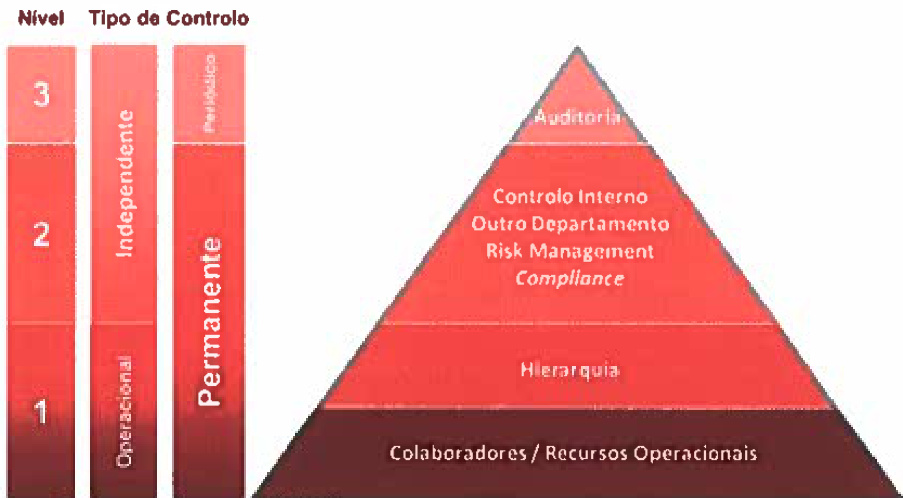 Nível Tipo de Controlo
3
Periódico
Auditoria
Independente
2
Controlo Interno
Outro Departamento
Risk Management
Compliance
Permanente
Hierarquia
1
Operacional
Colaboradores / Recursos Operacionais